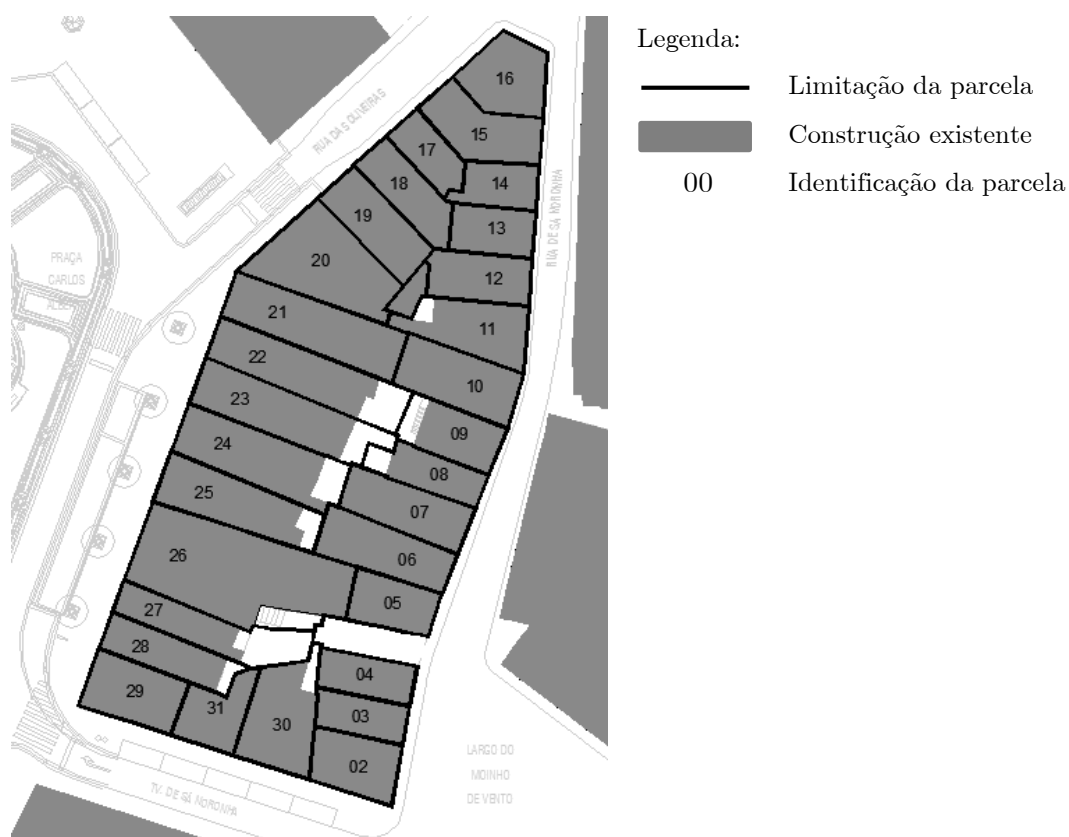 Legenda:
Limitação da parcela
Construção existente
00 Identificação da parcela
16
15
17
14
18
13
19
12
20
11
21
10
22
09
23
08
24
07
25
06
26
05
27
28
04
29
31
03
30
02
RUA DAS OLIVEIRAS
RUA DE SÁ NORONHA
PRAÇA
CARLOS
TV. DE SÁ NORONHA
LARGO DO
MOINHO
DE VENTO